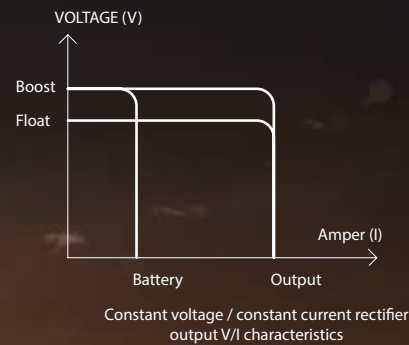 VOLTAGE (V)
Boost
Float
Amper (I)
Battery
Output
Constant voltage / constant current rectifier
output V/I characteristics